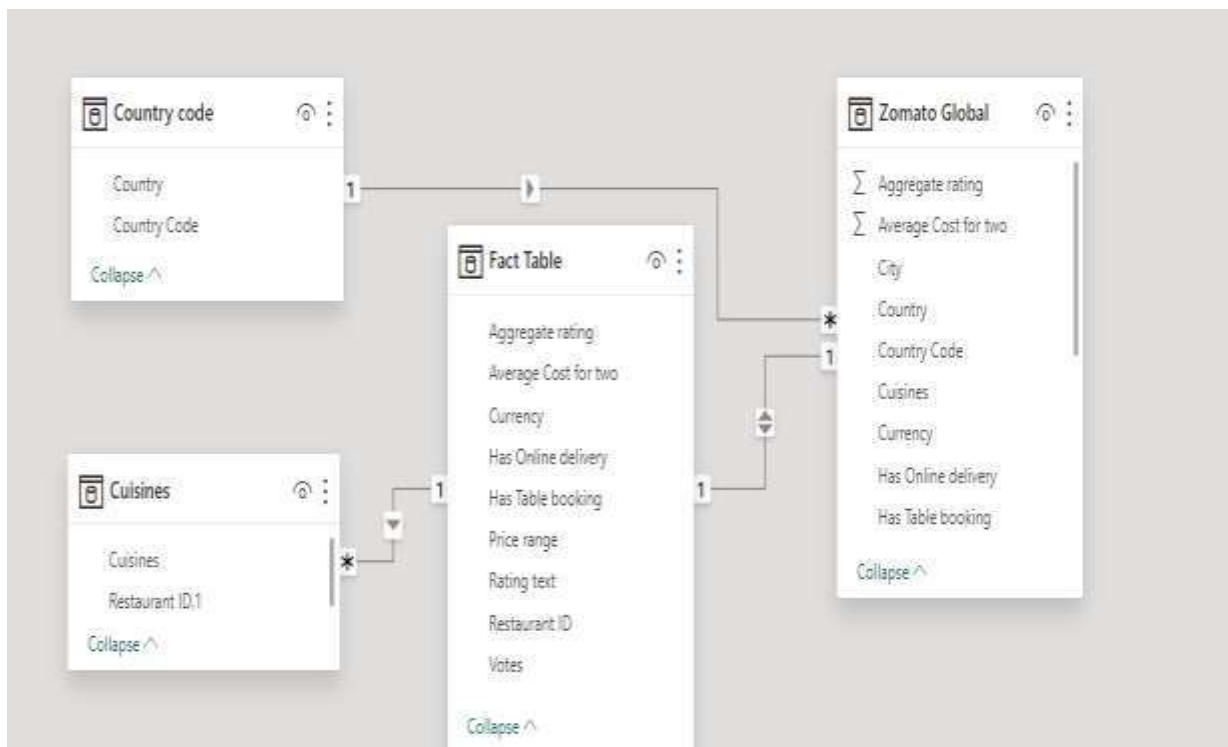 Country code
Country
Country Code
Collapse
1
Zomato Global
Aggregate rating
Average Cost for two
City
Country
Country Code
Cuisines
Currency
Has Online delivery
Has Table booking
Collapse
*
1
Fact Table
Aggregate rating
Average Cost for two
Currency
Has Online delivery
Has Table booking
Price range
Rating text
Restaurant ID
Votes
Collapse
1
1
Cuisines
Cuisines
Restaurant ID.1
Collapse
*